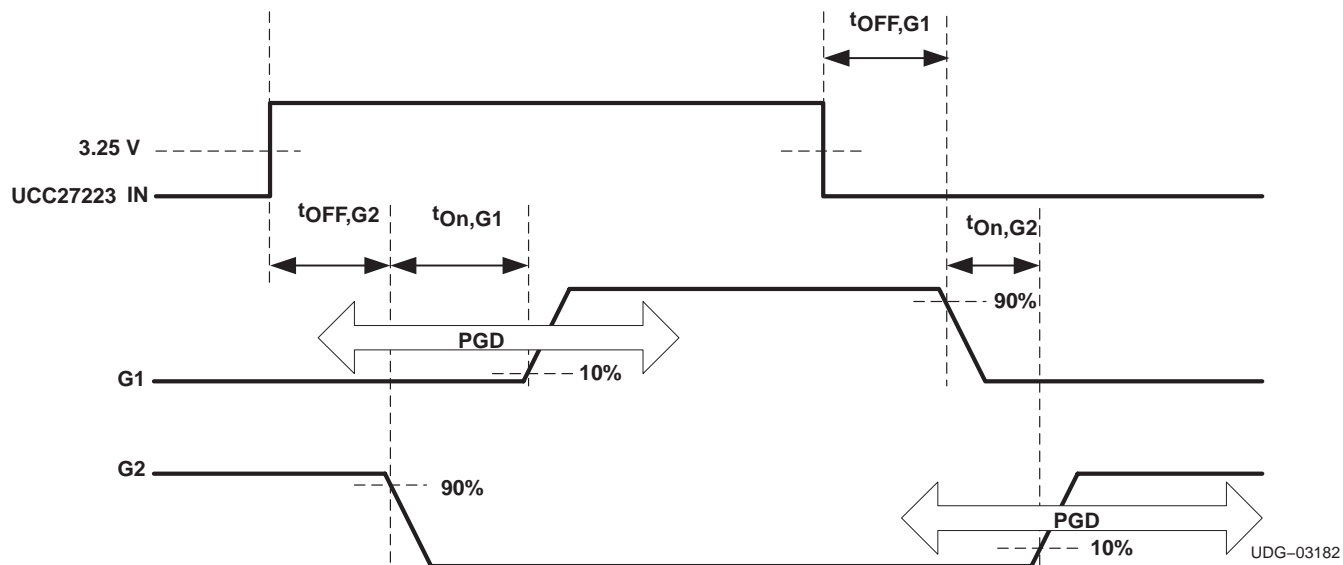 tOFF,G1
3.25 V
UCC27223 IN
tOFF,G2
tOn,G1
tOn,G2
90%
PGD
10%
G1
G2
90%
PGD
10%
UDG–03182